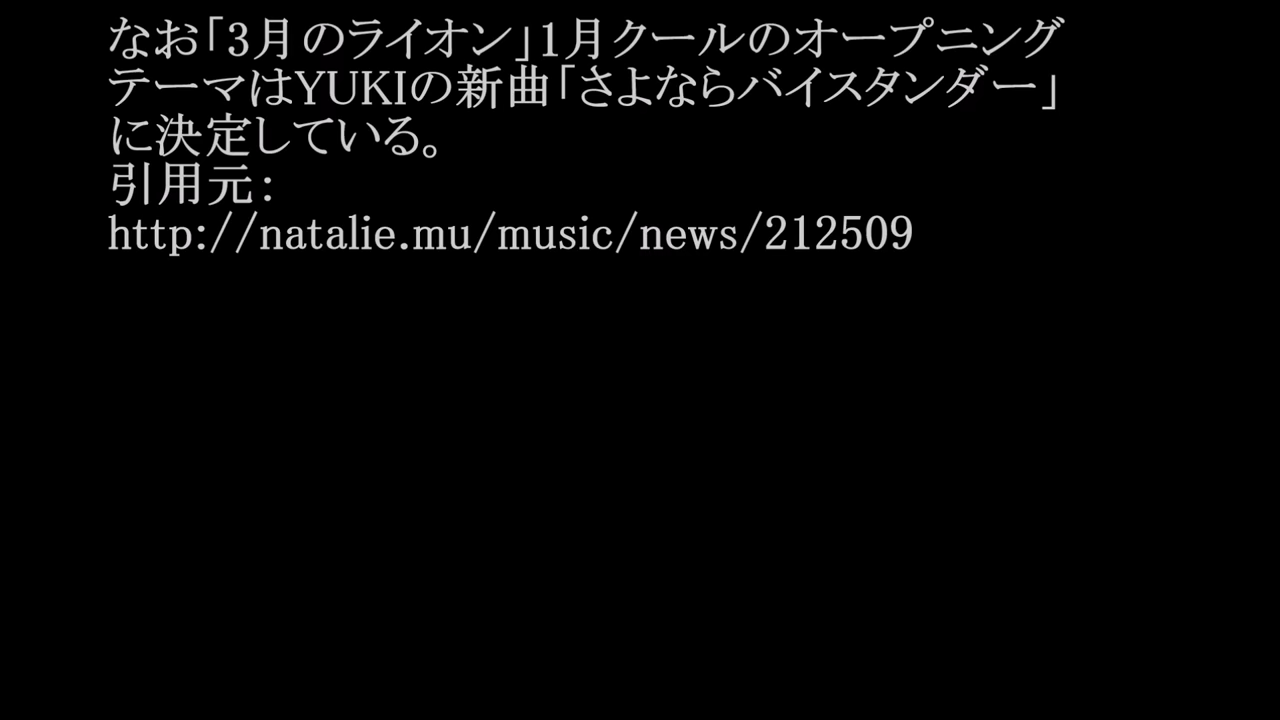 なお「3月のライオン」1月クールのオープニング
テーマはYUKIの新曲「さよならバイスタンダー」
に決定している。
引用元：
http://natalie.mu/music/news/212509